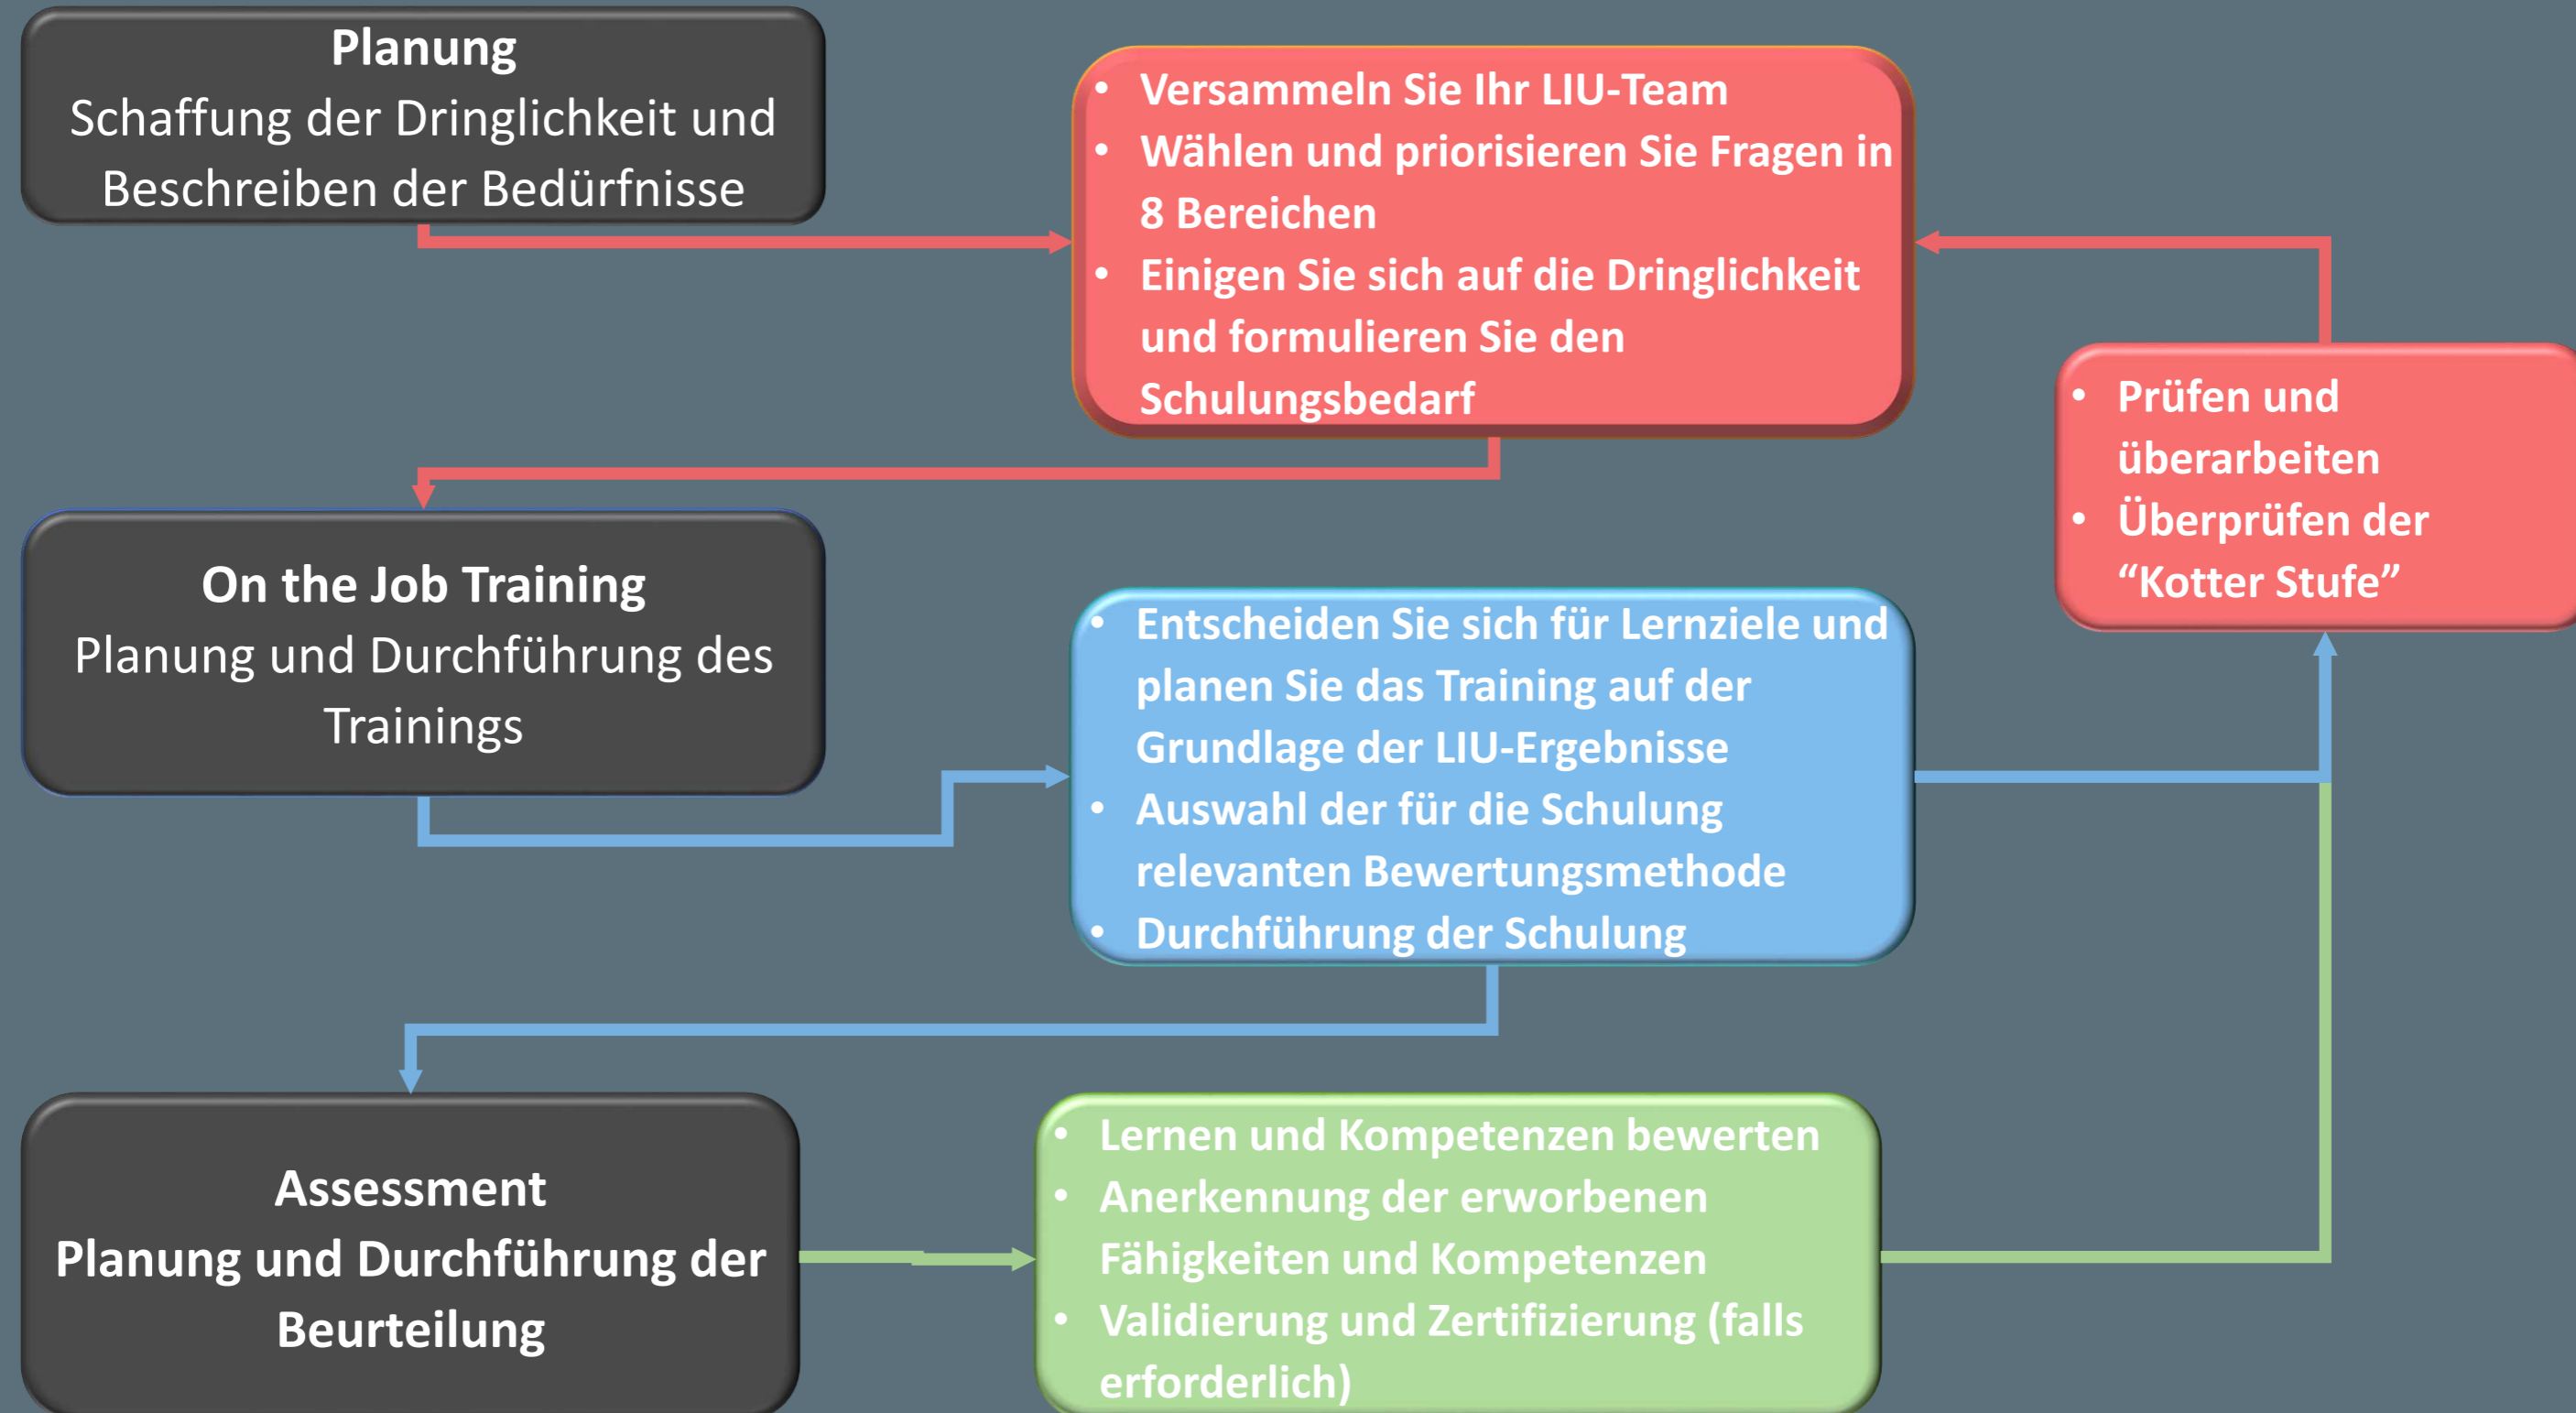 Planung
Schaffung der Dringlichkeit und
Beschreiben der Bedürfnisse
• Versammeln Sie Ihr LIU-Team
• Wählen und priorisieren Sie Fragen in
8 Bereichen
• Einigen Sie sich auf die Dringlichkeit
und formulieren Sie den
Schulungsbedarf
• Prüfen und
überarbeiten
• Überprüfen der
“Kotter Stufe”
On the Job Training
Planung und Durchführung des
Trainings
• Entscheiden Sie sich für Lernziele und
planen Sie das Training auf der
Grundlage der LIU-Ergebnisse
• Auswahl der für die Schulung
relevanten Bewertungsmethode
• Durchführung der Schulung
Assessment
Planung und Durchführung der
Beurteilung
• Lernen und Kompetenzen bewerten
• Anerkennung der erworbenen
Fähigkeiten und Kompetenzen
• Validierung und Zertifizierung (falls
erforderlich)